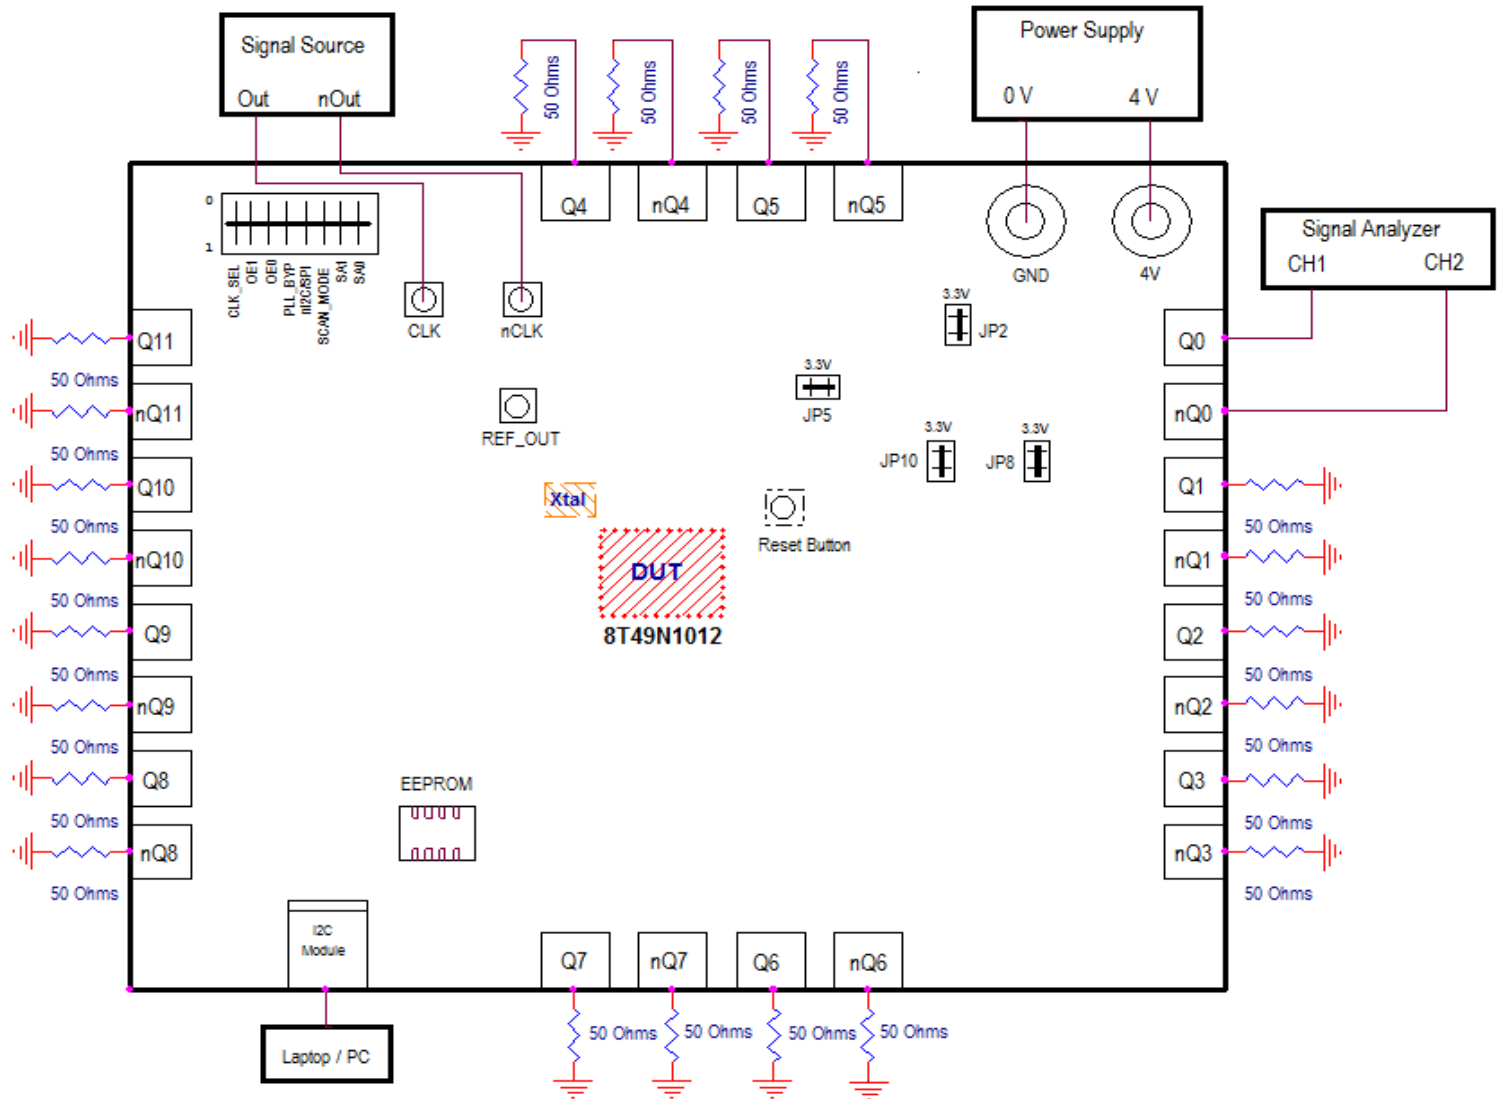 Signal Source
Out nOut
50 Ohms
50 Ohms
50 Ohms
50 Ohms
Power Supply
0 V 4 V
Q4
nQ4
Q5
nQ5
GND
4V
Signal Analyzer
CH1 CH2
0
1
CLK_SEL
OE1
OE0
PLL_BYP
nI2C/SPI
SCAN_MODE
SA1
SA0
CLK
nCLK
REF_OUT
3.3V
JP2
3.3V
JP5
3.3V
JP10
3.3V
JP8
Xtal
Reset Button
DUT
8T49N1012
Q11
50 Ohms
nQ11
50 Ohms
Q10
50 Ohms
nQ10
50 Ohms
Q9
50 Ohms
nQ9
50 Ohms
Q8
50 Ohms
nQ8
50 Ohms
Q0
nQ0
Q1
50 Ohms
nQ1
50 Ohms
Q2
50 Ohms
nQ2
50 Ohms
Q3
50 Ohms
nQ3
50 Ohms
EEPROM
I2C
Module
Laptop / PC
Q7
nQ7
Q6
nQ6
50 Ohms
50 Ohms
50 Ohms
50 Ohms